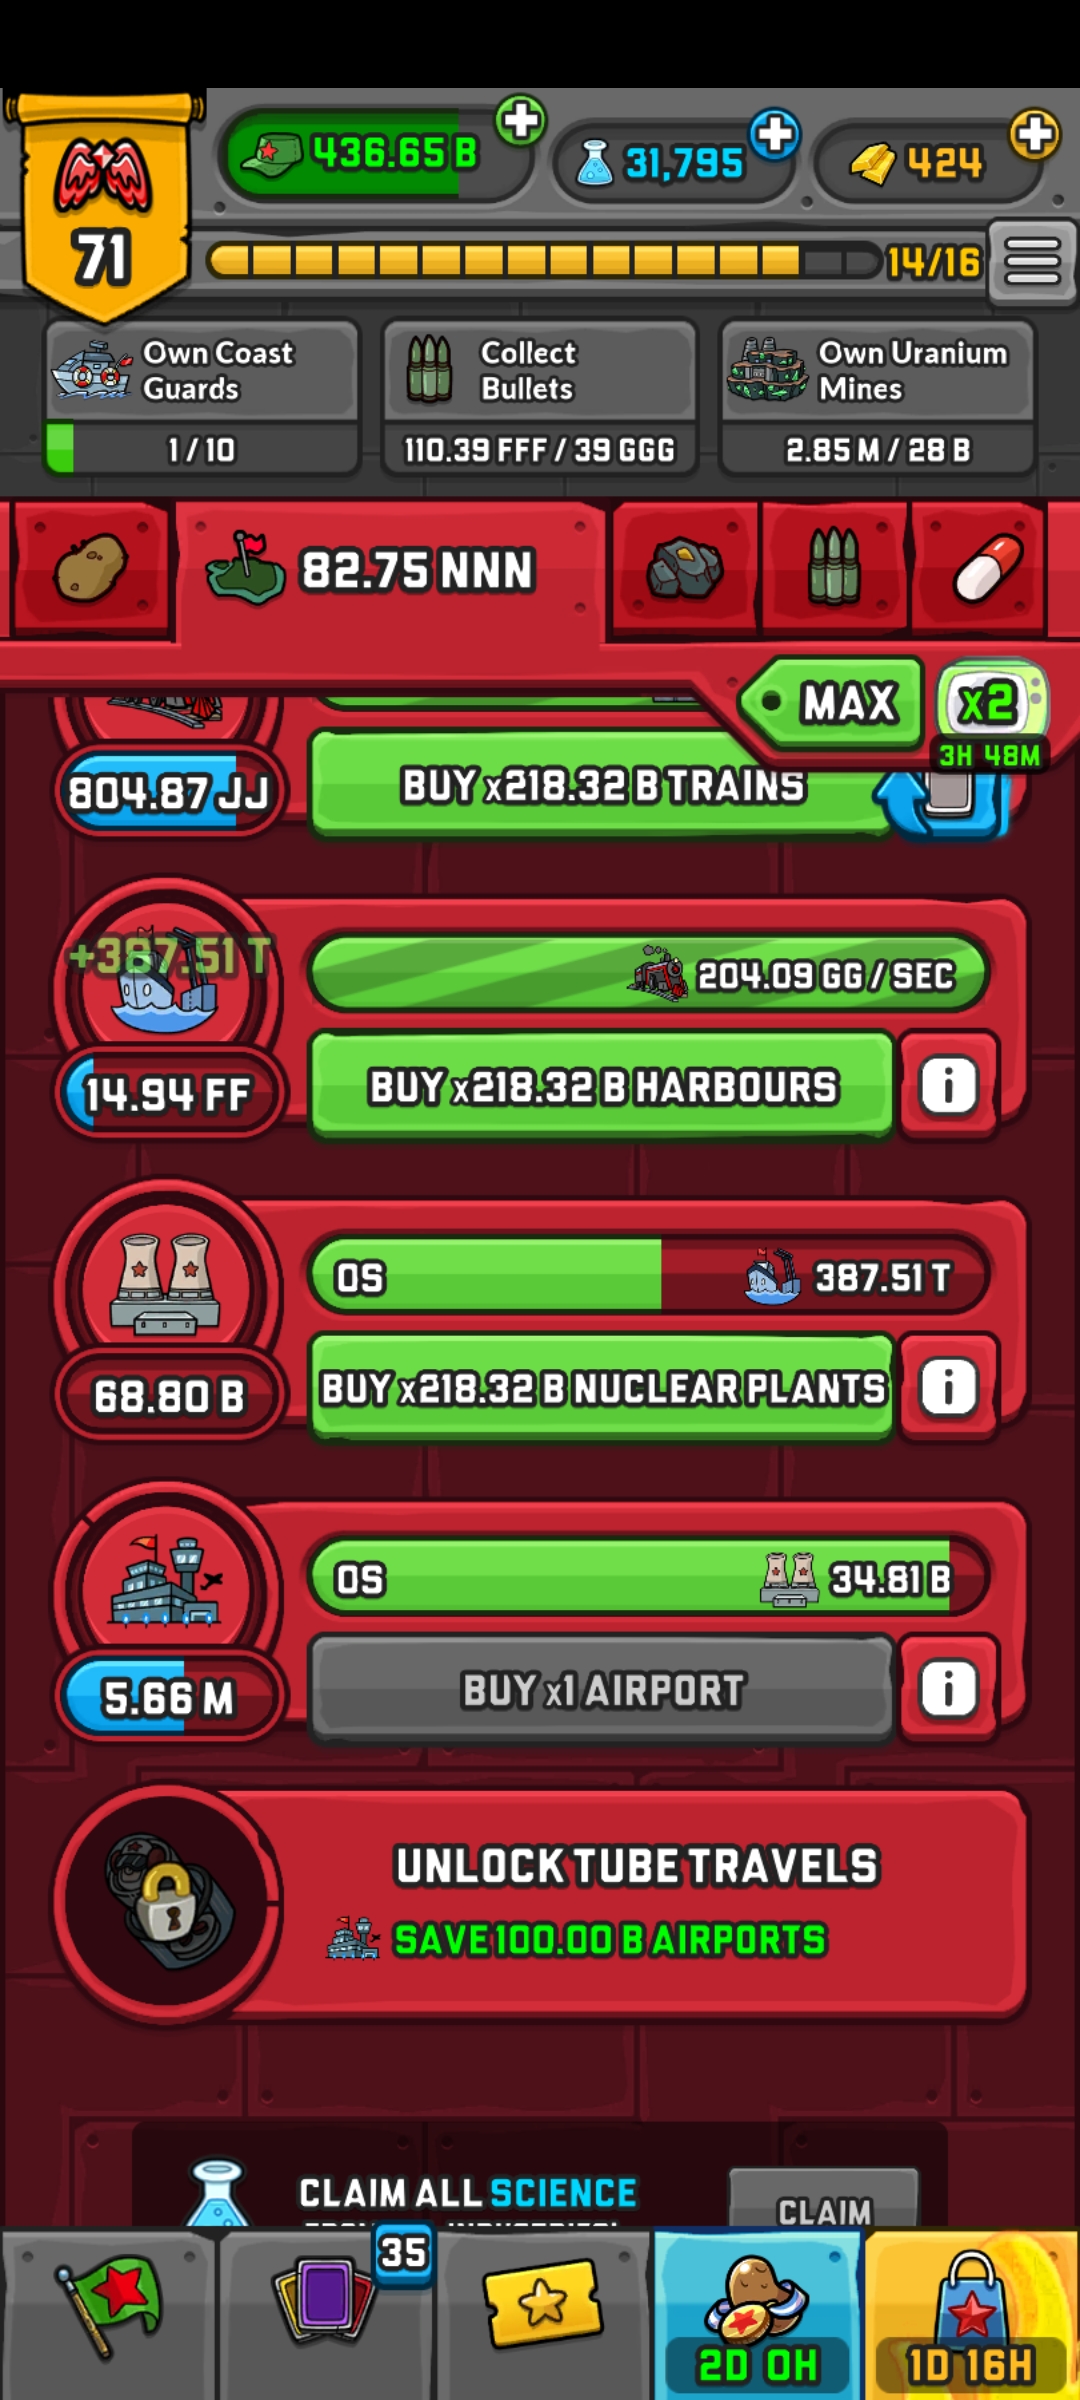 436.65 B
31,795
424
71
14/16
Own Coast
Guards
1 / 10
Collect
Bullets
110.39 FFF / 39 GGG
Own Uranium
Mines
2.85 M / 28 B
82.75 NNN
MAX
x2
3H 48M
804.87 JJ
BUY x218.32 B TRAINS
+387.51 T
204.09 GG / SEC
14.94 FF
BUY x218.32 B HARBOURS
i
0S
387.51 T
68.80 B
BUY x218.32 B NUCLEAR PLANTS
i
0S
34.81 B
5.66 M
BUY x1 AIRPORT
i
UNLOCK TUBE TRAVELS
SAVE 100.00 B AIRPORTS
CLAIM ALL SCIENCE
CLAIM
35
2D 0H
1D 16H